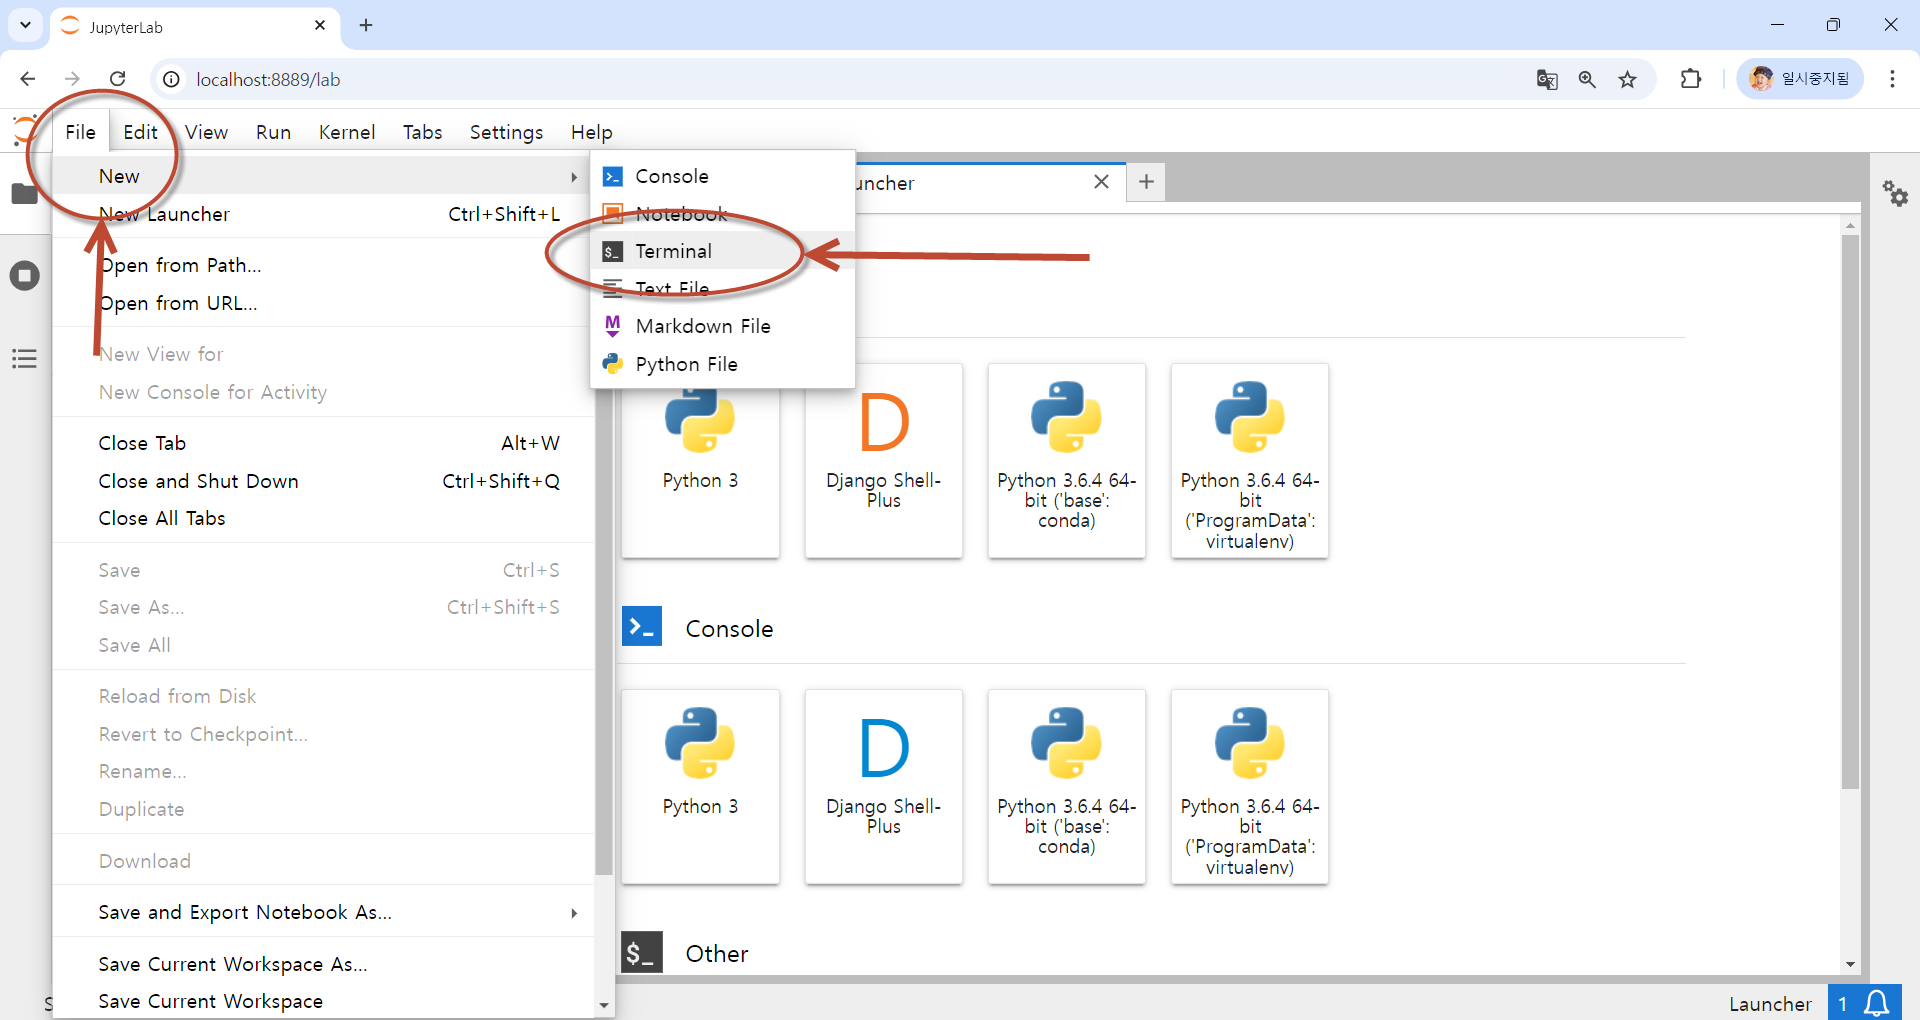 JupyterLab
localhost:8889/lab
일시중지됨
File Edit View Run Kernel Tabs Settings Help
New
New Launcher Ctrl+Shift+L
Open from Path...
Open from URL...
New View for
New Console for Activity
Close Tab Alt+W
Close and Shut Down Ctrl+Shift+Q
Close All Tabs
Save Ctrl+S
Save As... Ctrl+Shift+S
Save All
Reload from Disk
Revert to Checkpoint...
Rename...
Duplicate
Download
Save and Export Notebook As...
Save Current Workspace As...
Save Current Workspace
Console
Notebook
$_ Terminal
Text File
M Markdown File
Python File
uncher
Python 3
D
Django Shell-
Plus
Python 3.6.4 64-
bit ('base':
conda)
Python 3.6.4 64-
bit
('ProgramData':
virtualenv)
Console
Python 3
D
Django Shell-
Plus
Python 3.6.4 64-
bit ('base':
conda)
Python 3.6.4 64-
bit
('ProgramData':
virtualenv)
$_ Other
Launcher 1